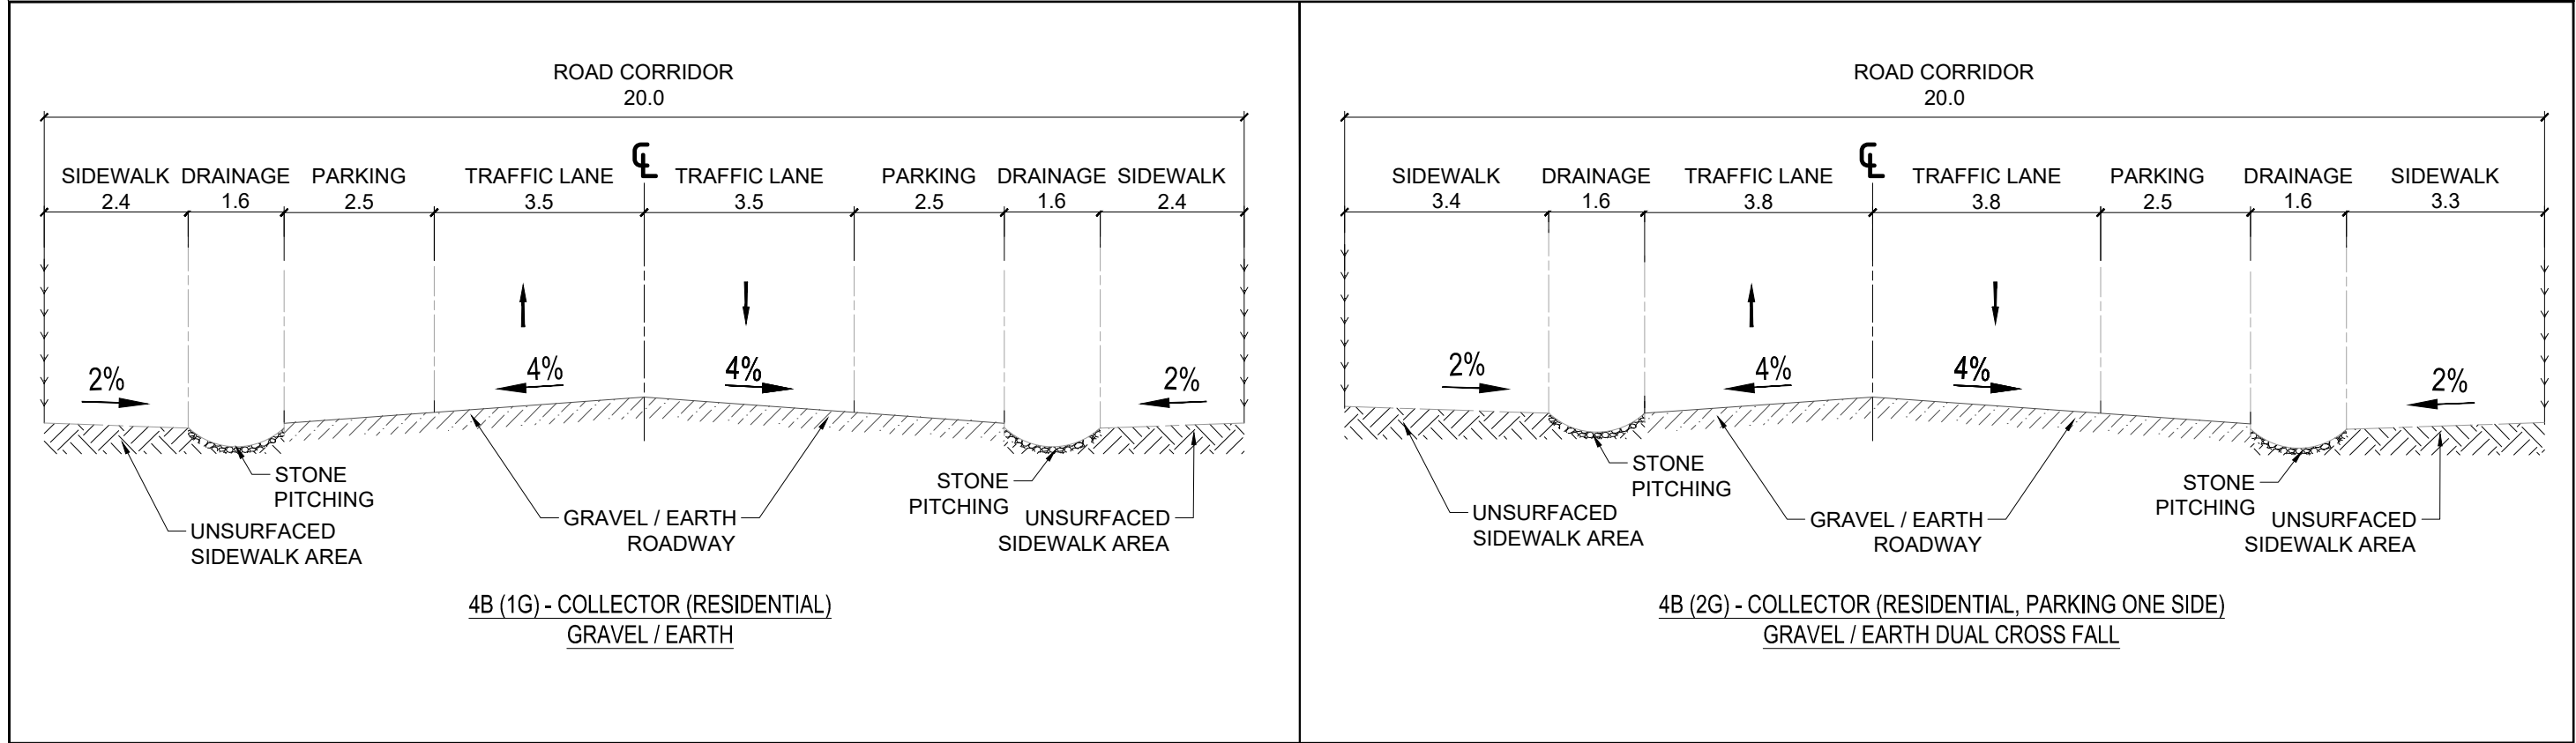 ROAD CORRIDOR
20.0
℄
SIDEWALK DRAINAGE PARKING TRAFFIC LANE TRAFFIC LANE PARKING DRAINAGE SIDEWALK
2.4 1.6 2.5 3.5 3.5 2.5 1.6 2.4
2% 4% 4% 2%
STONE
PITCHING
UNSURFACED
SIDEWALK AREA
GRAVEL / EARTH
ROADWAY
STONE
PITCHING
UNSURFACED
SIDEWALK AREA
4B (1G) - COLLECTOR (RESIDENTIAL)
GRAVEL / EARTH
ROAD CORRIDOR
20.0
℄
SIDEWALK DRAINAGE TRAFFIC LANE TRAFFIC LANE PARKING DRAINAGE SIDEWALK
3.4 1.6 3.8 3.8 2.5 1.6 3.3
2% 4% 4% 2%
STONE
PITCHING
UNSURFACED
SIDEWALK AREA
GRAVEL / EARTH
ROADWAY
STONE
PITCHING
UNSURFACED
SIDEWALK AREA
4B (2G) - COLLECTOR (RESIDENTIAL, PARKING ONE SIDE)
GRAVEL / EARTH DUAL CROSS FALL